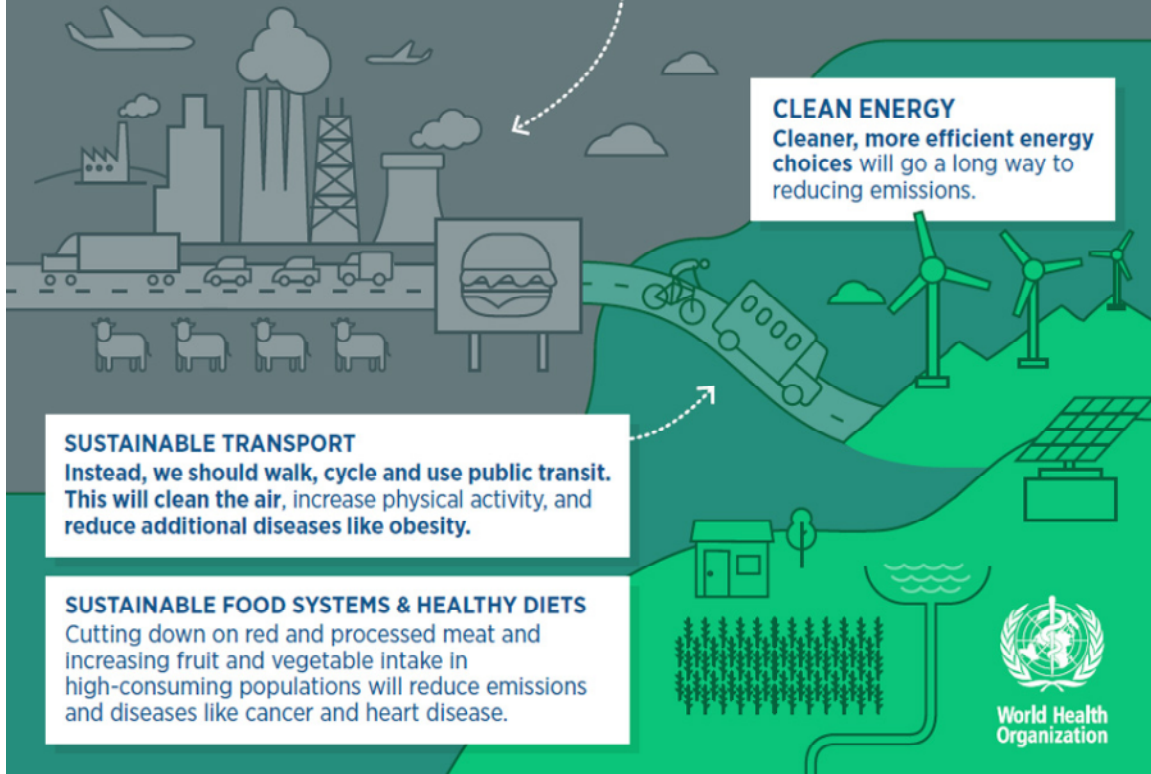 CLEAN ENERGY
Cleaner, more efficient energy
choices will go a long way to
reducing emissions.
SUSTAINABLE TRANSPORT
Instead, we should walk, cycle and use public transit.
This will clean the air, increase physical activity, and
reduce additional diseases like obesity.
SUSTAINABLE FOOD SYSTEMS & HEALTHY DIETS
Cutting down on red and processed meat and
increasing fruit and vegetable intake in
high-consuming populations will reduce emissions
and diseases like cancer and heart disease.
World Health
Organization